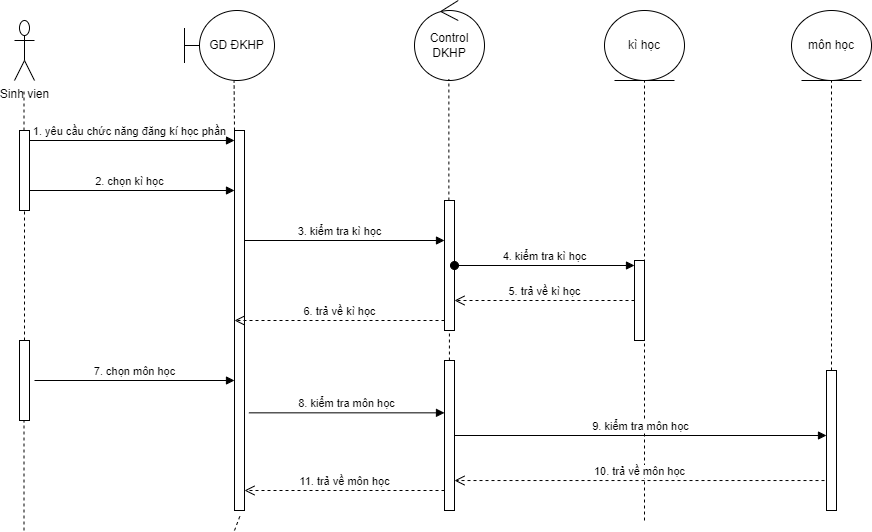 GD ĐKHP
Control
DKHP
kì học
môn học
Sinh vien
1. yêu cầu chức năng đăng kí học phần
2. chọn kì học
3. kiểm tra kì học
4. kiểm tra kì học
5. trả về kì học
6. trả về kì học
7. chọn môn học
8. kiểm tra môn học
9. kiểm tra môn học
10. trả về môn học
11. trả về môn học